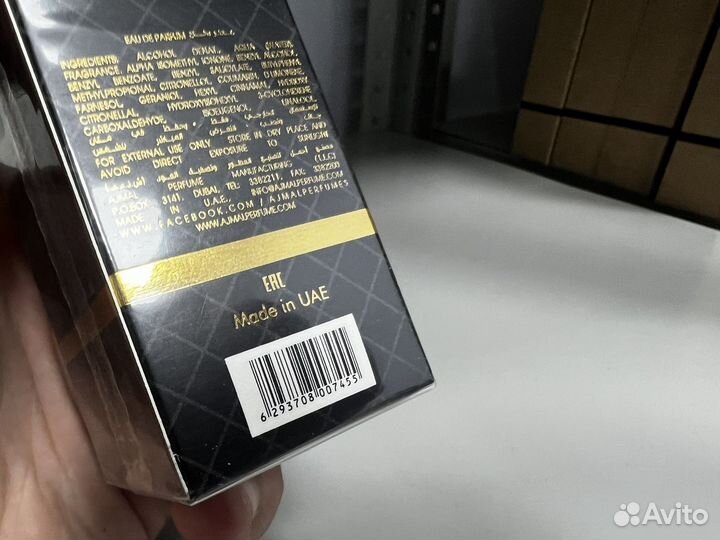 EAU DE PARFUM
INGREDIENTS: ALCOHOL DENAT, AQUA (WATER),
FRAGRANCE, ALPHA ISOMETHYL IONONE, BENZYL ALCOHOL,
BENZYL BENZOATE, BENZYL SALICYLATE, BUTYLPHENYL
METHYLPROPIONAL, CITRONELLOL, COUMARIN, D-LIMONENE,
FARNESOL, GERANIOL, HEXYL CINNAMAL, HYDROXY
CITRONELLAL, HYDROXYISOHEXYL 3-CYCLOHEXENE
CARBOXALDEHYDE, ISOEUGENOL, LINALOOL
FOR EXTERNAL USE ONLY. STORE IN DRY PLACE AND
AVOID DIRECT EXPOSURE TO SUNLIGHT
AJMAL PERFUME MANUFACTURING (L.L.C)
P.O.BOX 3141, DUBAI, TEL: 3382211, FAX:
MADE IN U.A.E., INFO@AJMALPERFUME.COM
WWW.FACEBOOK.COM/AJMALPERFUMES
WWW.AJMALPERFUME.COM
EAC
Made in UAE
6 293708 007455
Avito